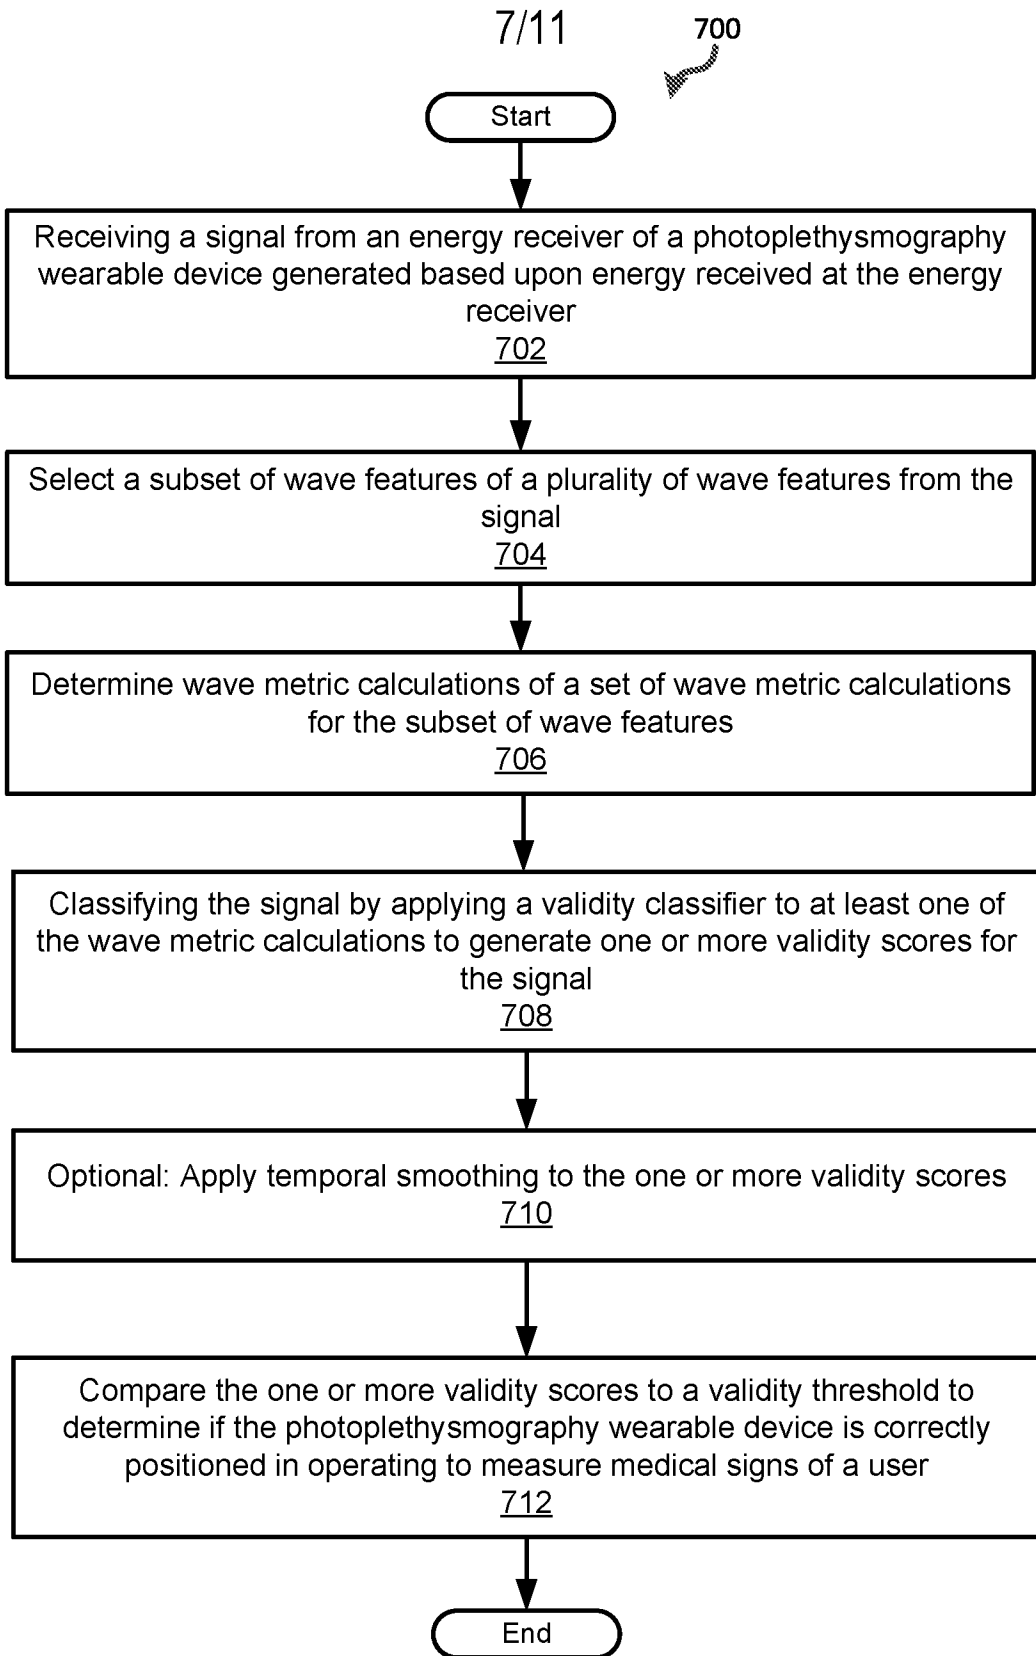 7/11
700
Start
Receiving a signal from an energy receiver of a photoplethysmography
wearable device generated based upon energy received at the energy
receiver
702
Select a subset of wave features of a plurality of wave features from the
signal
704
Determine wave metric calculations of a set of wave metric calculations
for the subset of wave features
706
Classifying the signal by applying a validity classifier to at least one of
the wave metric calculations to generate one or more validity scores for
the signal
708
Optional: Apply temporal smoothing to the one or more validity scores
710
Compare the one or more validity scores to a validity threshold to
determine if the photoplethysmography wearable device is correctly
positioned in operating to measure medical signs of a user
712
End